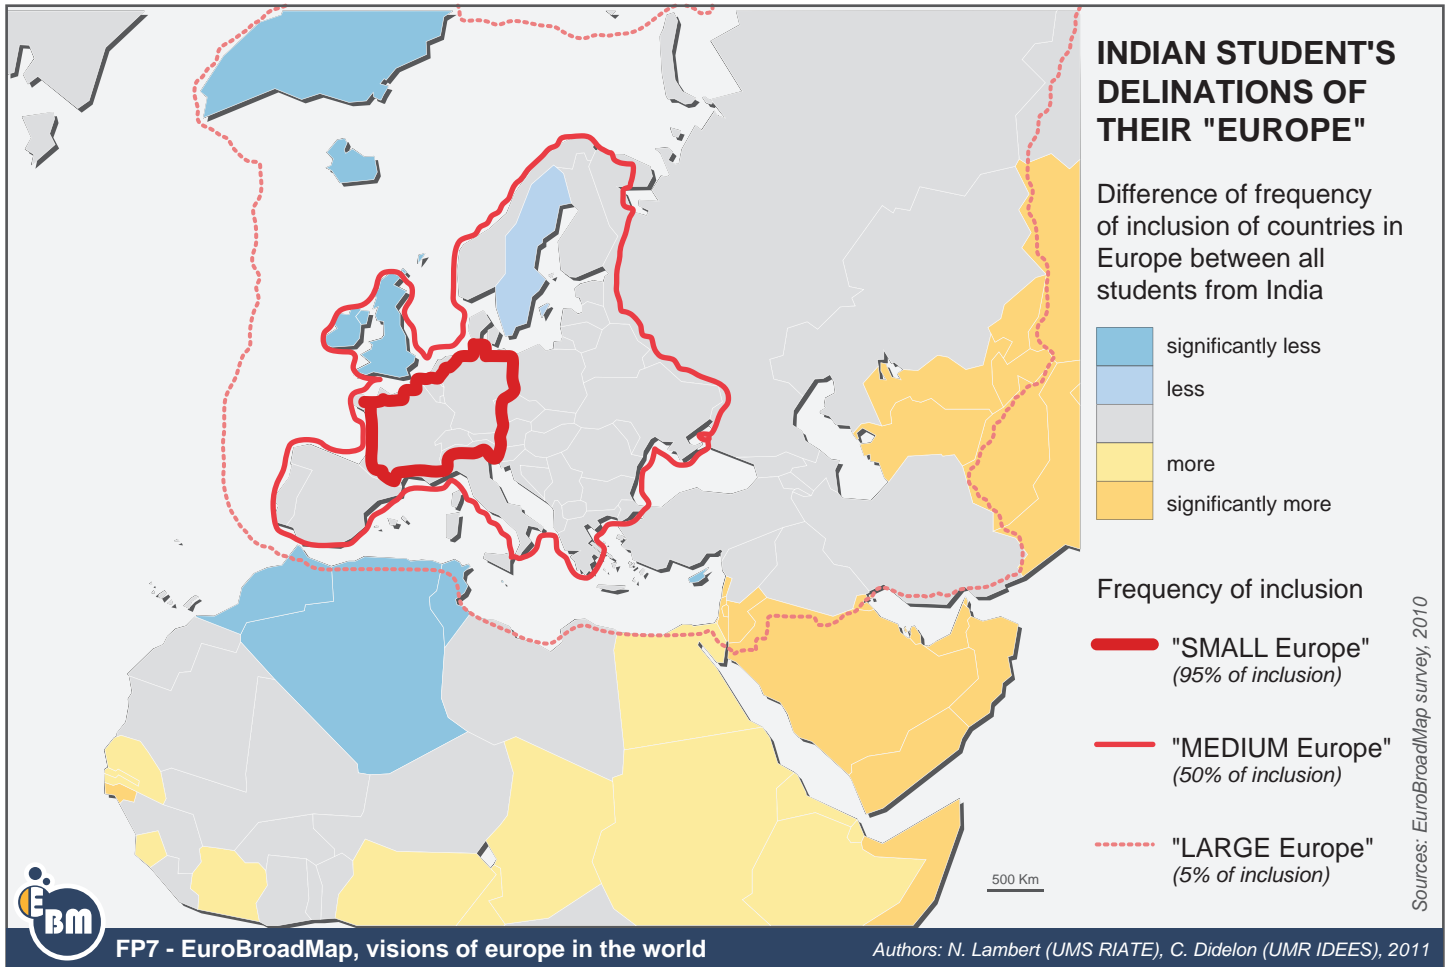 INDIAN STUDENT'S
DELINATIONS OF
THEIR "EUROPE"
Difference of frequency
of inclusion of countries in
Europe between all
students from India
significantly less
less
more
significantly more
Frequency of inclusion
"SMALL Europe"
(95% of inclusion)
"MEDIUM Europe"
(50% of inclusion)
"LARGE Europe"
(5% of inclusion)
Sources: EuroBroadMap survey, 2010
500 Km
E
BM
FP7 - EuroBroadMap, visions of europe in the world
Authors: N. Lambert (UMS RIATE), C. Didelon (UMR IDEES), 2011